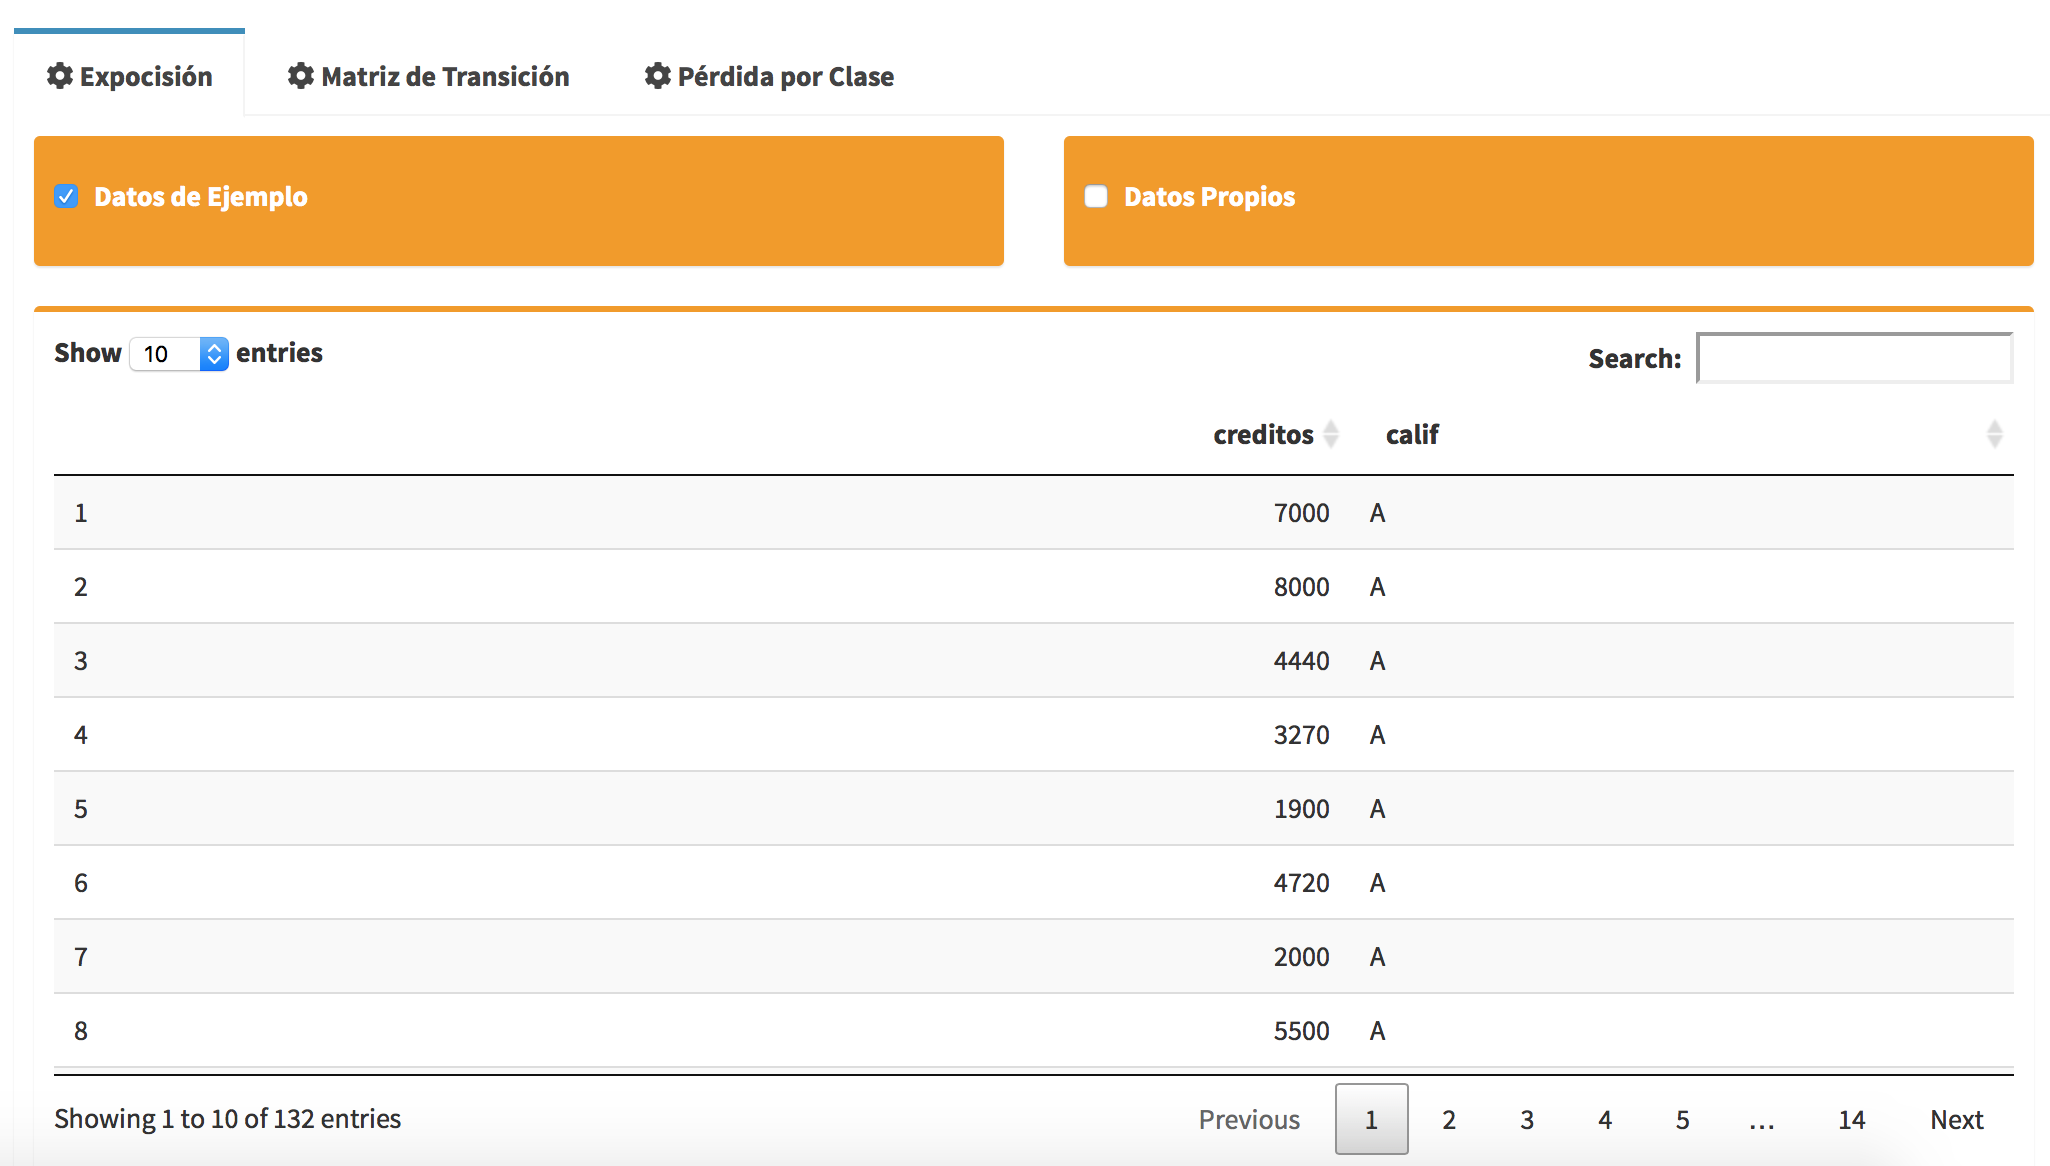 Expocisión Matriz de Transición Pérdida por Clase
Datos de Ejemplo Datos Propios
Show 10 entries Search:
creditos calif
1 7000 A
2 8000 A
3 4440 A
4 3270 A
5 1900 A
6 4720 A
7 2000 A
8 5500 A
Showing 1 to 10 of 132 entries Previous 1 2 3 4 5 … 14 Next